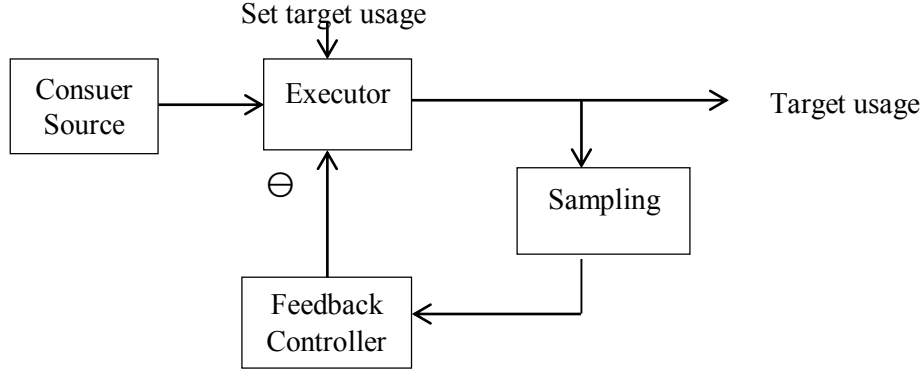 Set target usage
Consuer
Source
Executor
Target usage
Sampling
Feedback
Controller